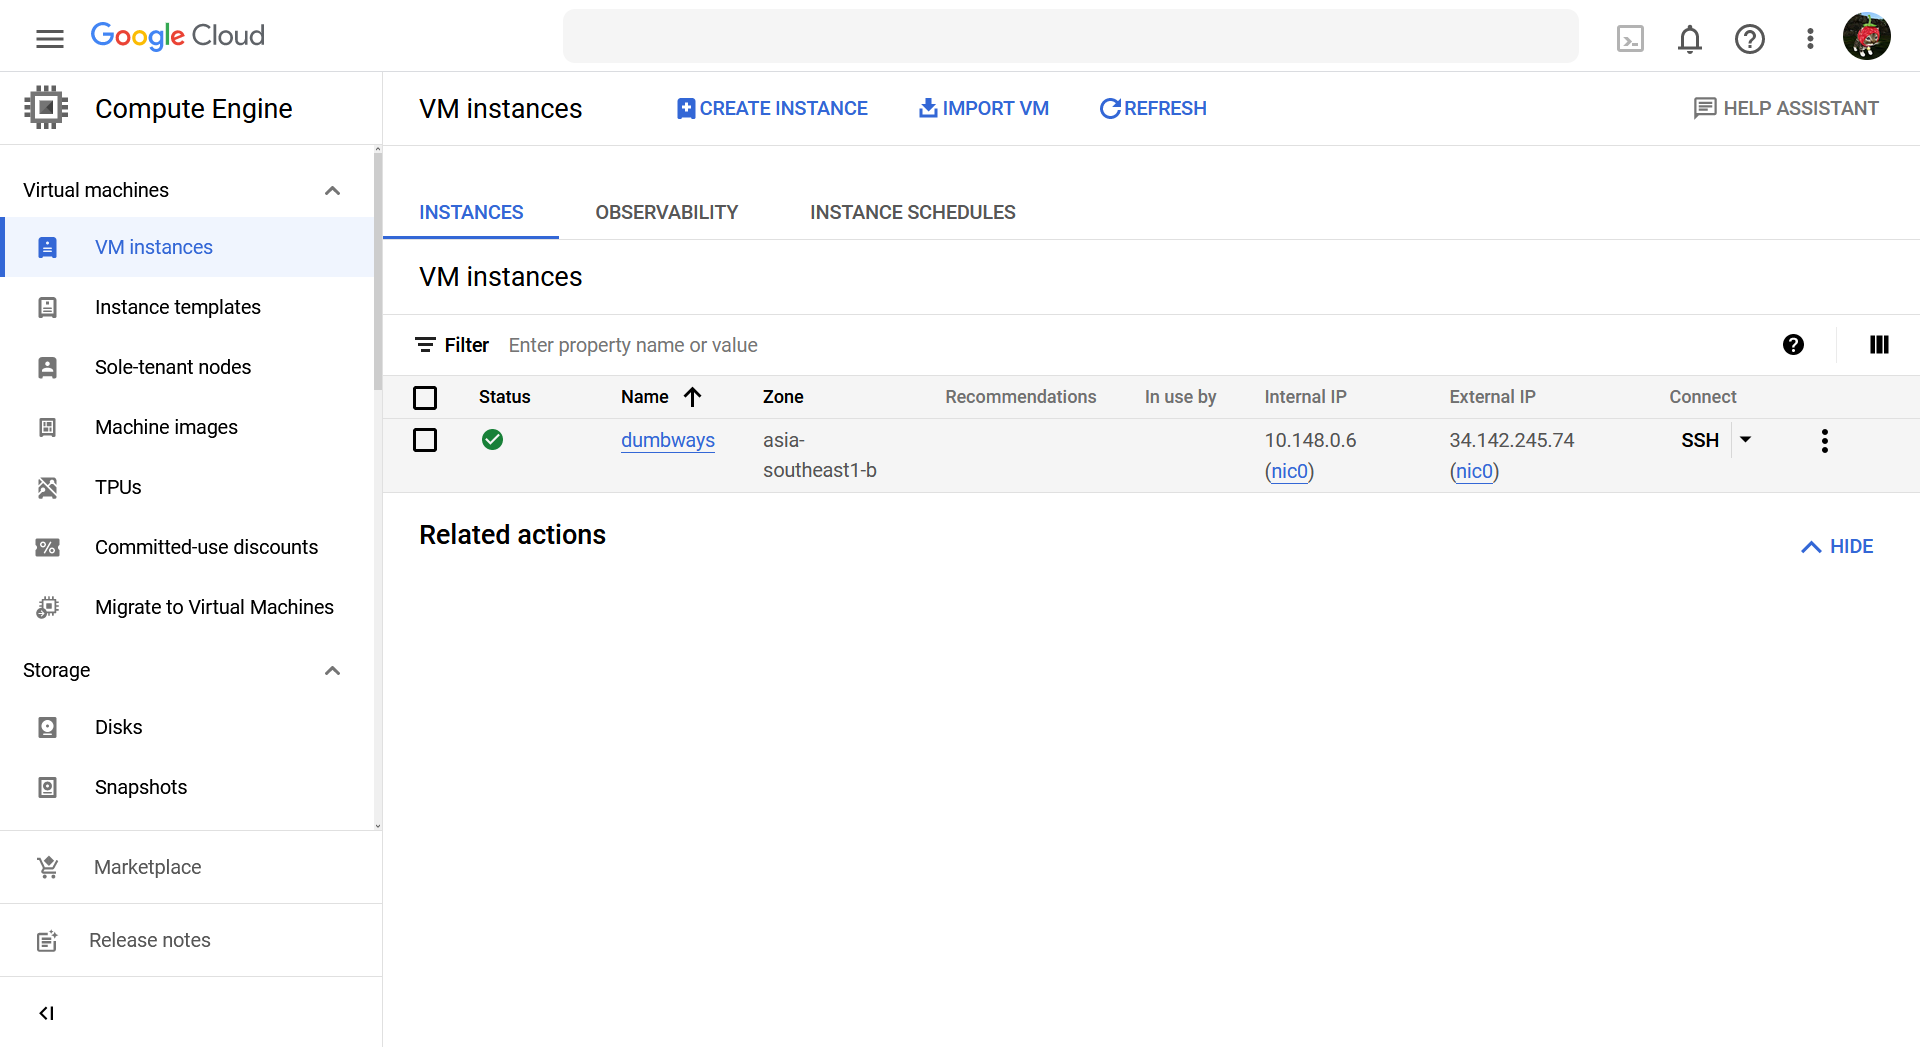 Google Cloud
Compute Engine
VM instances
CREATE INSTANCE
IMPORT VM
REFRESH
HELP ASSISTANT
Virtual machines
VM instances
Instance templates
Sole-tenant nodes
Machine images
TPUs
Committed-use discounts
Migrate to Virtual Machines
Storage
Disks
Snapshots
Marketplace
Release notes
INSTANCES
OBSERVABILITY
INSTANCE SCHEDULES
VM instances
Filter Enter property name or value
Status Name Zone Recommendations In use by Internal IP External IP Connect
dumbways asia- 10.148.0.6 34.142.245.74 SSH
southeast1-b (nic0) (nic0)
Related actions
HIDE